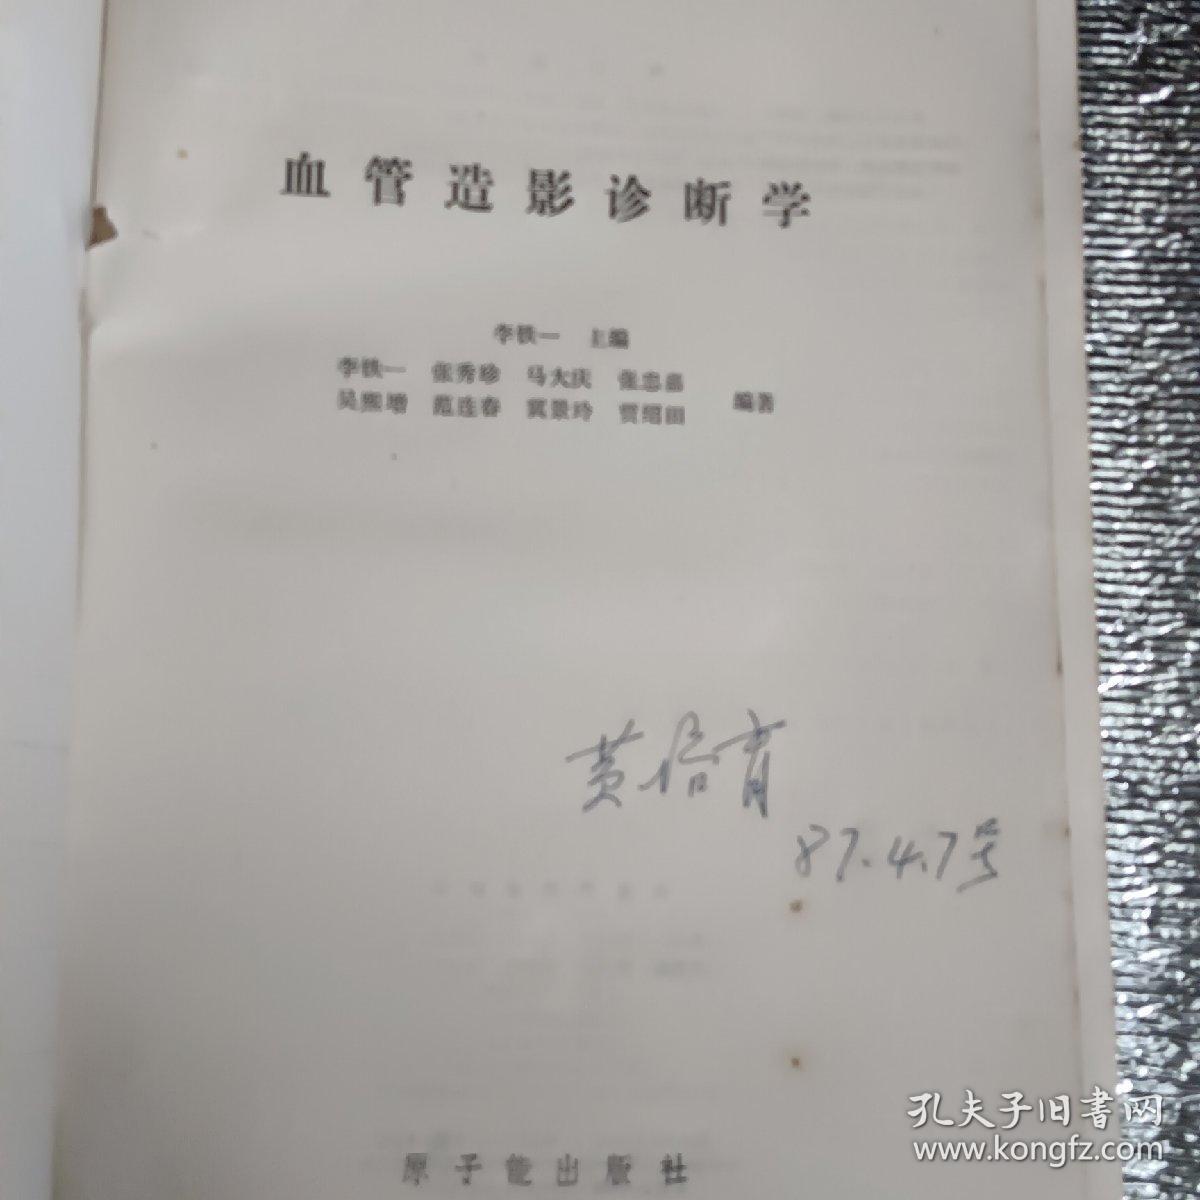 血管造影诊断学
李铁一 主编
李铁一 张秀珍 马大庆 张忠嘉
吴熙增 范连春 冀景玲 贾绍田 编著
黄倍育
87.4.7号
原子能出版社
孔夫子旧書网
www.kongfz.com